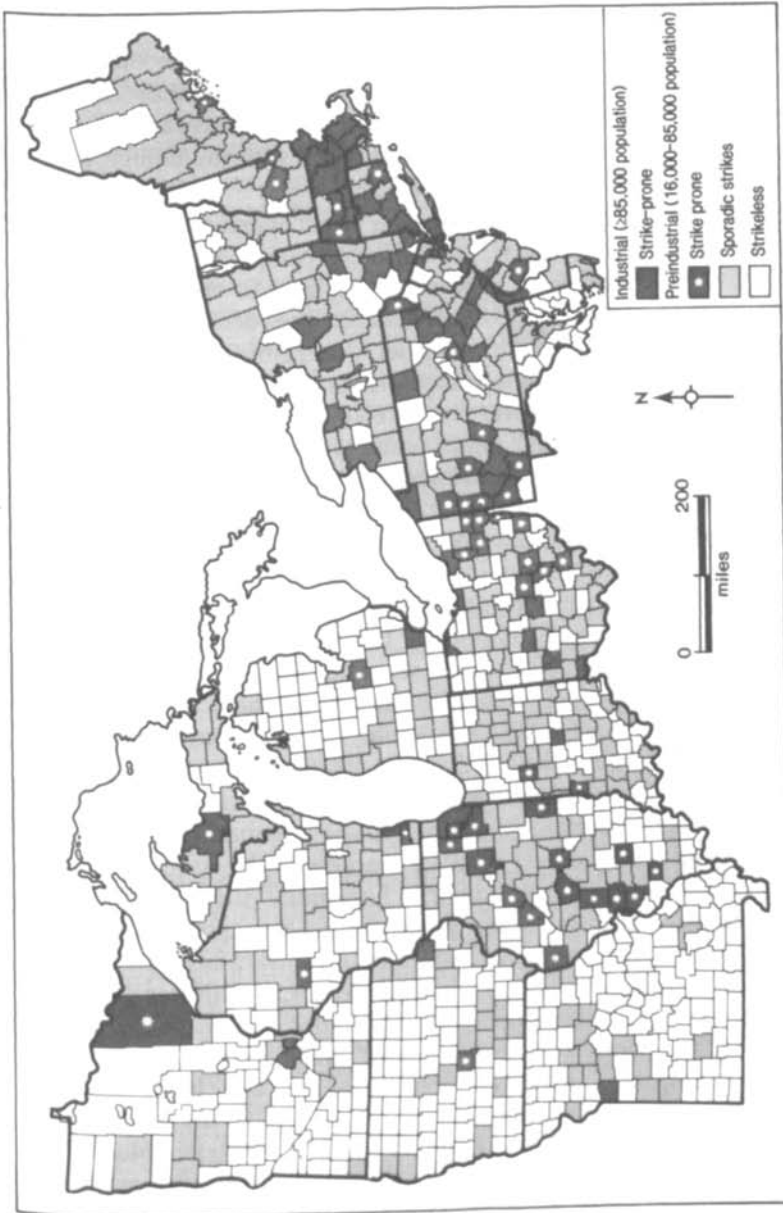 Industrial (≥85,000 population)
Strike-prone
Preindustrial (16,000-85,000 population)
Strike prone
Sporadic strikes
Strikeless
N
0
200
miles